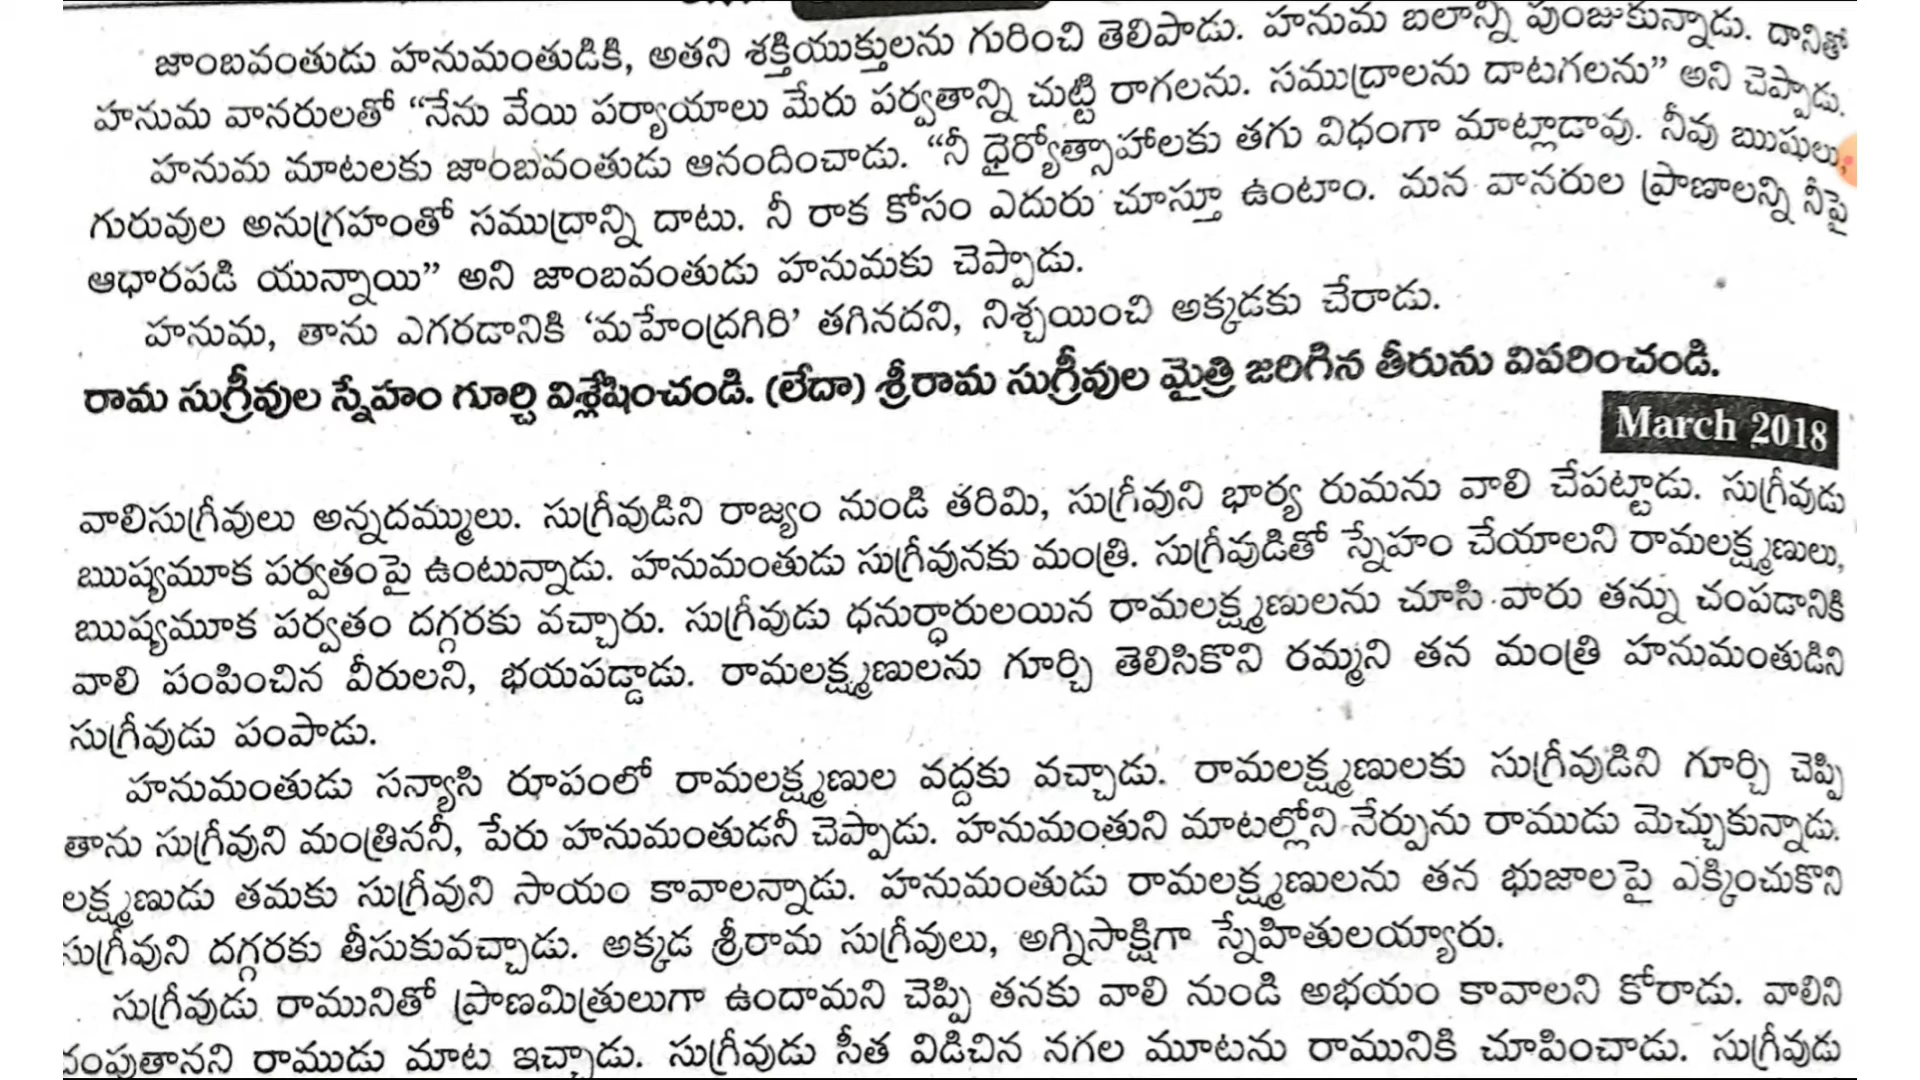 జాంబవంతుడు హనుమంతుడికి, అతని శక్తియుక్తులను గురించి తెలిపాడు. హనుమ బలాన్ని పుంజుకున్నాడు. దానితో
హనుమ వానరులతో “నేను వేయి పర్యాయాలు మేరు పర్వతాన్ని చుట్టి రాగలను. సముద్రాలను దాటగలను” అని చెప్పాడు.
హనుమ మాటలకు జాంబవంతుడు ఆనందించాడు. “నీ ధైర్యోత్సాహాలకు తగు విధంగా మాట్లాడావు. నీవు ఋషులు,
గురువుల అనుగ్రహంతో సముద్రాన్ని దాటు. నీ రాక కోసం ఎదురు చూస్తూ ఉంటాం. మన వానరుల ప్రాణాలన్ని నీపై
ఆధారపడి యున్నాయి” అని జాంబవంతుడు హనుమకు చెప్పాడు.
హనుమ, తాను ఎగరడానికి ‘మహేంద్రగిరి’ తగినదని, నిశ్చయించి అక్కడకు చేరాడు.
రామ సుగ్రీవుల స్నేహం గూర్చి విశ్లేషించండి. (లేదా) శ్రీరామ సుగ్రీవుల మైత్రి జరిగిన తీరును వివరించండి.
March 2018
వాలిసుగ్రీవులు అన్నదమ్ములు. సుగ్రీవుడిని రాజ్యం నుండి తరిమి, సుగ్రీవుని భార్య రుమను వాలి చేపట్టాడు. సుగ్రీవుడు
ఋష్యమూక పర్వతంపై ఉంటున్నాడు. హనుమంతుడు సుగ్రీవునకు మంత్రి. సుగ్రీవుడితో స్నేహం చేయాలని రామలక్ష్మణులు,
ఋష్యమూక పర్వతం దగ్గరకు వచ్చారు. సుగ్రీవుడు ధనుర్ధారులయిన రామలక్ష్మణులను చూసి వారు తన్ను చంపడానికి
వాలి పంపించిన వీరులని, భయపడ్డాడు. రామలక్ష్మణులను గూర్చి తెలిసికొని రమ్మని తన మంత్రి హనుమంతుడిని
సుగ్రీవుడు పంపాడు.
హనుమంతుడు సన్యాసి రూపంలో రామలక్ష్మణుల వద్దకు వచ్చాడు. రామలక్ష్మణులకు సుగ్రీవుడిని గూర్చి చెప్పి
తాను సుగ్రీవుని మంత్రిననీ, పేరు హనుమంతుడనీ చెప్పాడు. హనుమంతుని మాటల్లోని నేర్పును రాముడు మెచ్చుకున్నాడు.
లక్ష్మణుడు తమకు సుగ్రీవుని సాయం కావాలన్నాడు. హనుమంతుడు రామలక్ష్మణులను తన భుజాలపై ఎక్కించుకొని
సుగ్రీవుని దగ్గరకు తీసుకువచ్చాడు. అక్కడ శ్రీరామ సుగ్రీవులు, అగ్నిసాక్షిగా స్నేహితులయ్యారు.
సుగ్రీవుడు రామునితో ప్రాణమిత్రులుగా ఉందామని చెప్పి తనకు వాలి నుండి అభయం కావాలని కోరాడు. వాలిని
చంపుతానని రాముడు మాట ఇచ్చాడు. సుగ్రీవుడు సీత విడిచిన నగల మూటను రామునికి చూపించాడు. సుగ్రీవుడు